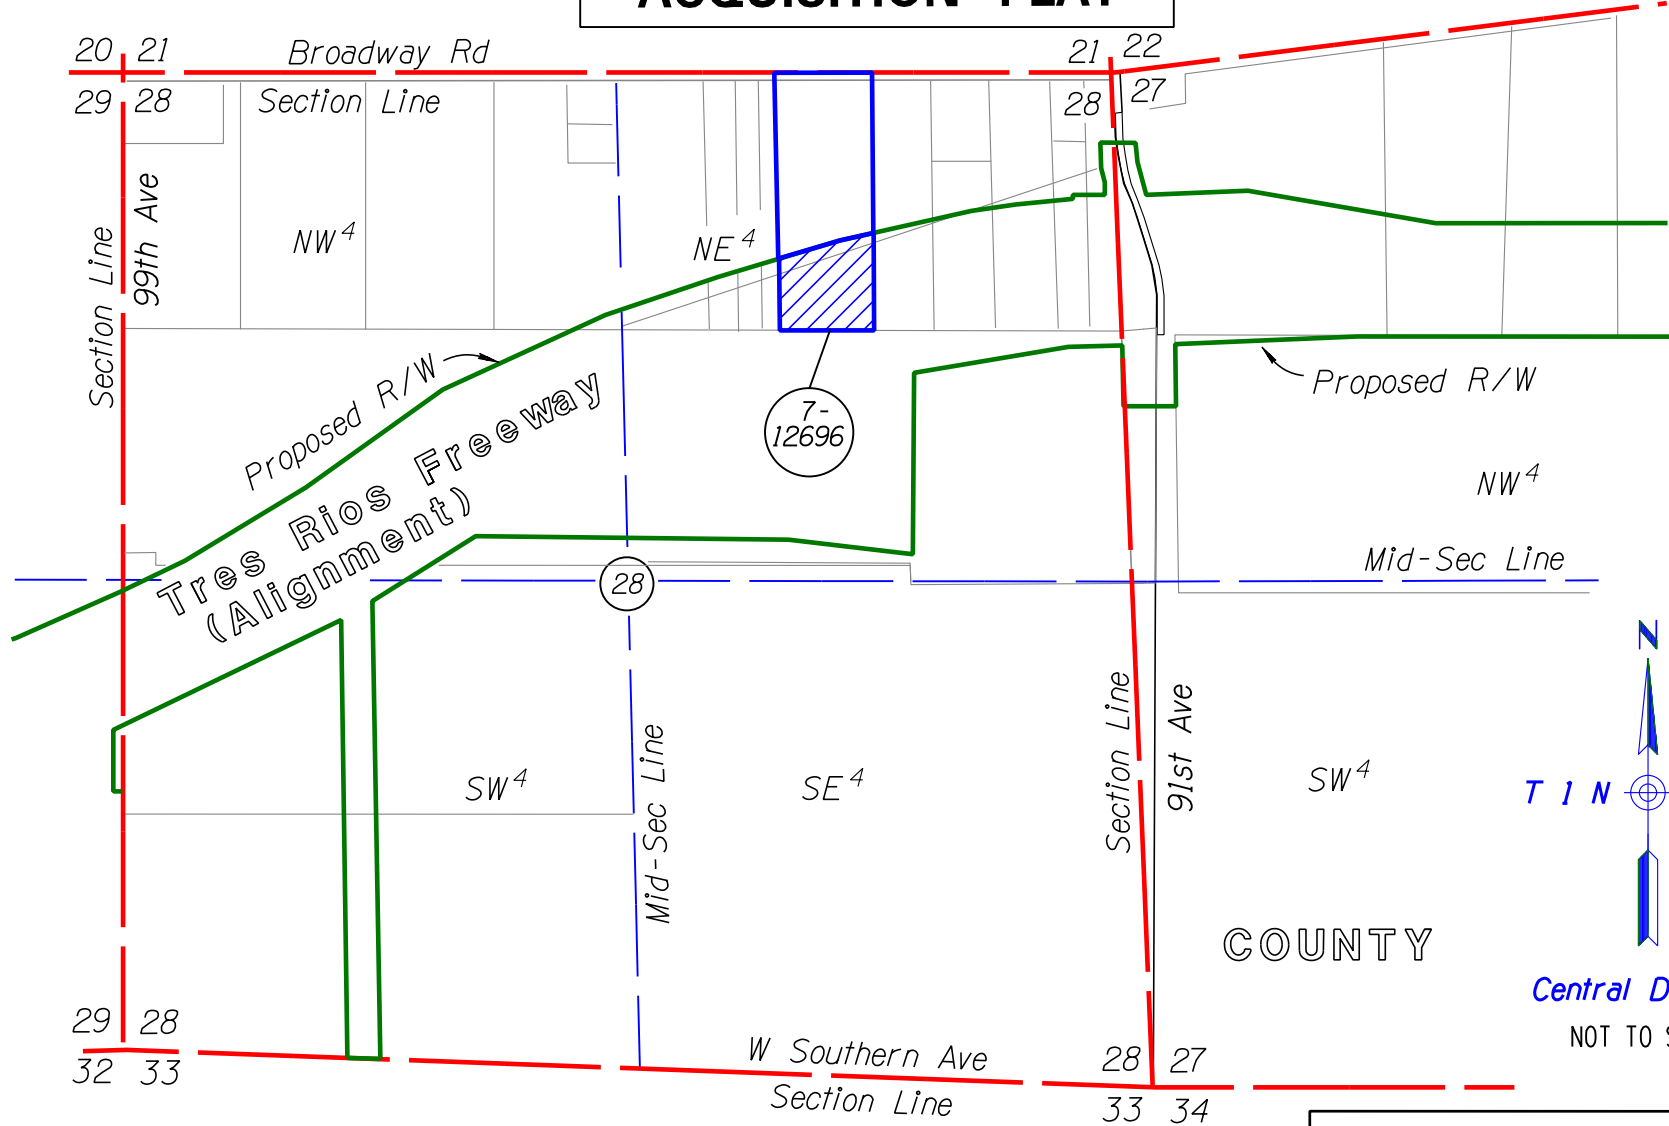 ACQUISITION PLAT
20 21
Broadway Rd
21 22
29 28
Section Line
28 27
99th Ave
Section Line
NW 4
NE 4
Proposed R/W
Proposed R/W
7-
12696
Tres Rios Freeway
(Alignment)
NW 4
Mid-Sec Line
28
N
Section Line
91st Ave
Mid-Sec Line
SW 4
SE 4
SW 4
T 1 N
COUNTY
Central D
NOT TO S
29 28
32 33
W Southern Ave
Section Line
28 27
33 34